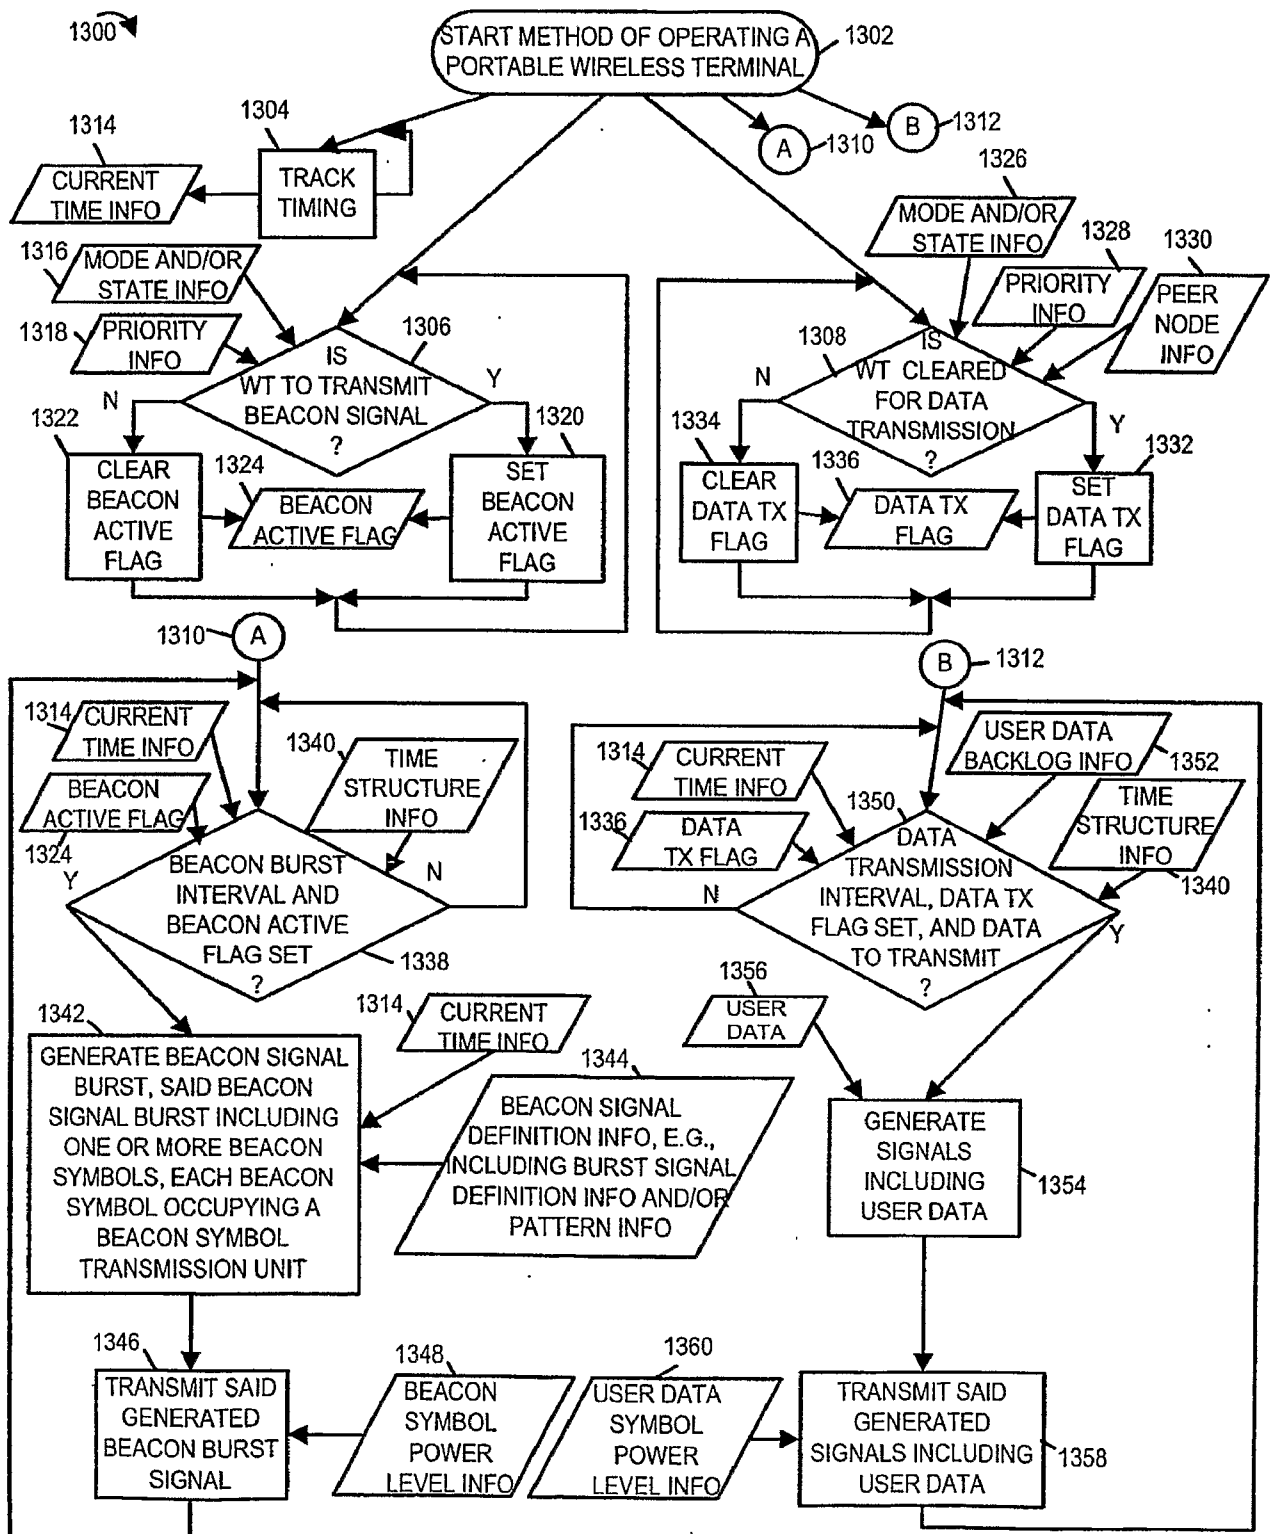 1300
START METHOD OF OPERATING A
PORTABLE WIRELESS TERMINAL
1302
1304
1314
CURRENT
TIME INFO
TRACK
TIMING
A
1310
B
1312
1316
MODE AND/OR
STATE INFO
1318
PRIORITY
INFO
1306
IS
WT TO TRANSMIT
BEACON SIGNAL
?
N
Y
1322
CLEAR
BEACON
ACTIVE
FLAG
1324
BEACON
ACTIVE FLAG
1320
SET
BEACON
ACTIVE
FLAG
1326
MODE AND/OR
STATE INFO
1328
PRIORITY
INFO
1330
PEER
NODE
INFO
1308
IS
WT CLEARED
FOR DATA
TRANSMISSION
?
N
Y
1334
CLEAR
DATA TX
FLAG
1336
DATA TX
FLAG
1332
SET
DATA TX
FLAG
1310
A
1314
CURRENT
TIME INFO
BEACON
ACTIVE FLAG
1324
1340
TIME
STRUCTURE
INFO
Y
BEACON BURST
INTERVAL AND
BEACON ACTIVE
FLAG SET
?
N
1338
1342
GENERATE BEACON SIGNAL
BURST, SAID BEACON
SIGNAL BURST INCLUDING
ONE OR MORE BEACON
SYMBOLS, EACH BEACON
SYMBOL OCCUPYING A
BEACON SYMBOL
TRANSMISSION UNIT
1314
CURRENT
TIME INFO
1344
BEACON SIGNAL
DEFINITION INFO, E.G.,
INCLUDING BURST SIGNAL
DEFINITION INFO AND/OR
PATTERN INFO
1346
TRANSMIT SAID
GENERATED
BEACON BURST
SIGNAL
1348
BEACON
SYMBOL
POWER
LEVEL INFO
B
1312
1314
CURRENT
TIME INFO
1336
DATA
TX FLAG
USER DATA
BACKLOG INFO
1352
1350
TIME
STRUCTURE
INFO
1340
DATA
TRANSMISSION
INTERVAL, DATA TX
FLAG SET, AND DATA
TO TRANSMIT
?
N
Y
1356
USER
DATA
GENERATE
SIGNALS
INCLUDING
USER DATA
1354
1360
USER DATA
SYMBOL
POWER
LEVEL INFO
TRANSMIT SAID
GENERATED
SIGNALS INCLUDING
USER DATA
1358